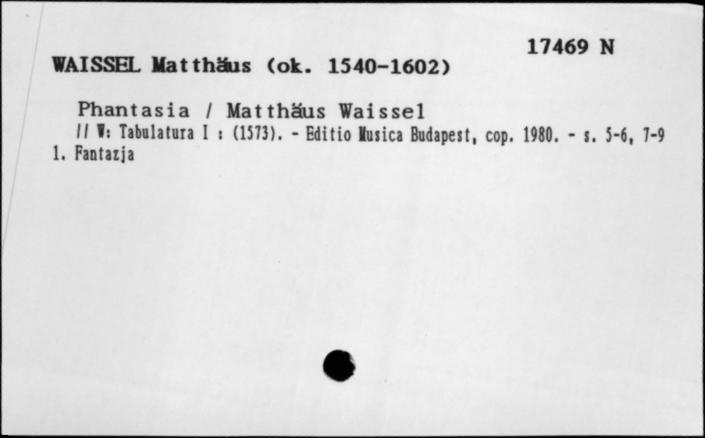 17469 N
WAISSEL Matthäus (ok. 1540-1602)
Phantasia / Matthäus Waissel
// W: Tabulatura I : (1573). - Editio Musica Budapest, cop. 1980. - s. 5-6, 7-9
1. Fantazja